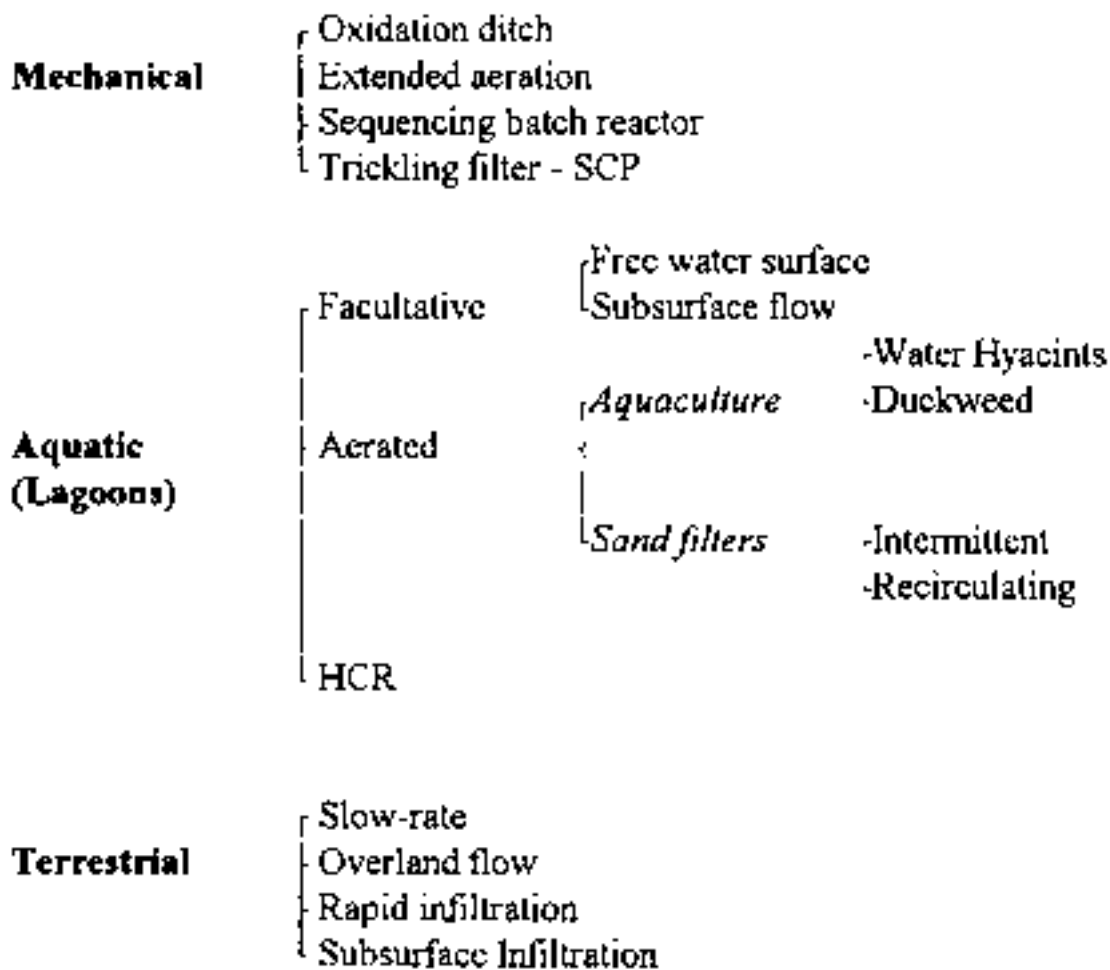 Oxidation ditch
Mechanical Extended aeration
Sequencing batch reactor
Trickling filter - SCP
Free water surface
Facultative Subsurface flow
-Water Hyacints
Aquaculture -Duckweed
Aquatic Aerated
(Lagoons)
Sand filters -Intermittent
-Recirculating
HCR
Slow-rate
Terrestrial Overland flow
Rapid infiltration
Subsurface Infiltration